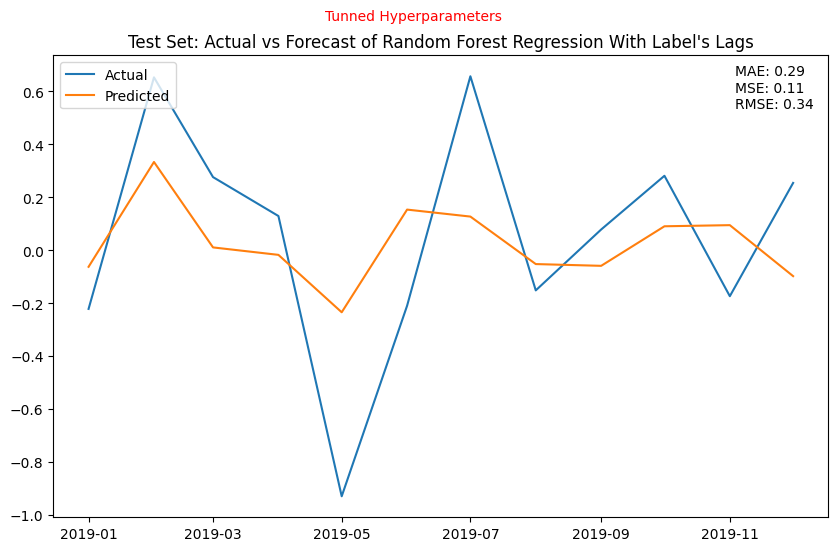 Tunned Hyperparameters
Test Set: Actual vs Forecast of Random Forest Regression With Label's Lags
Actual
Predicted
MAE: 0.29
MSE: 0.11
RMSE: 0.34
0.6
0.4
0.2
0.0
−0.2
−0.4
−0.6
−0.8
−1.0
2019-01
2019-03
2019-05
2019-07
2019-09
2019-11